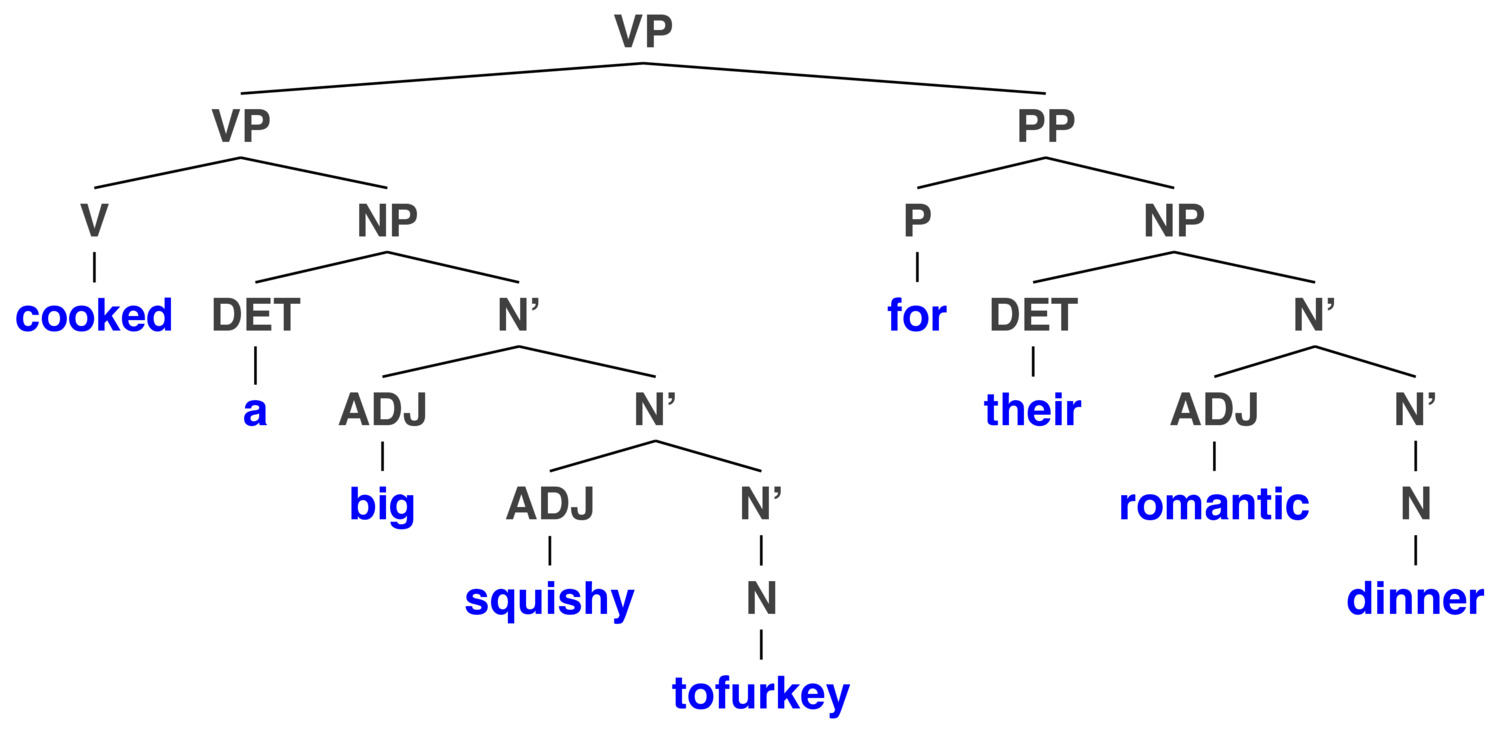 VP
VP PP
V NP P NP
cooked DET N’ for DET N’
a ADJ N’ their ADJ N’
big ADJ N’ romantic N
squishy N dinner
tofurkey